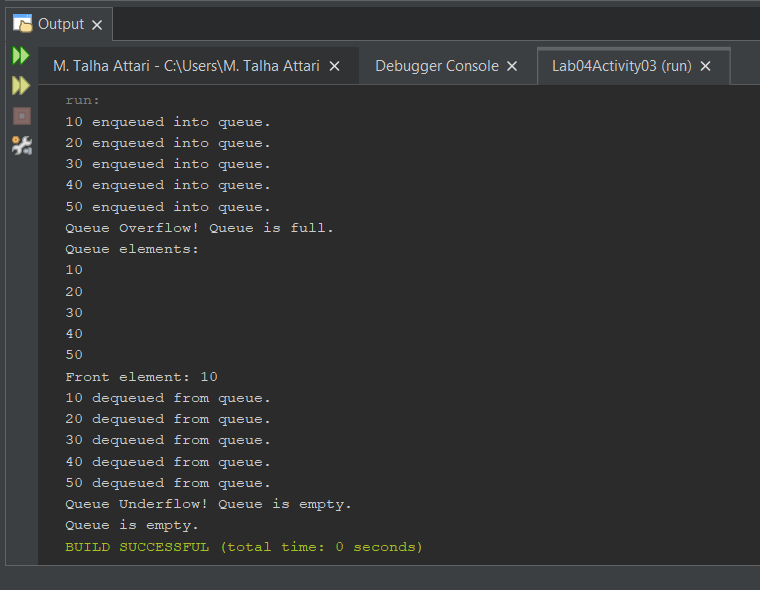 Output
M. Talha Attari - C:\Users\M. Talha Attari
Debugger Console
Lab04Activity03 (run)
run:
10 enqueued into queue.
20 enqueued into queue.
30 enqueued into queue.
40 enqueued into queue.
50 enqueued into queue.
Queue Overflow! Queue is full.
Queue elements:
10
20
30
40
50
Front element: 10
10 dequeued from queue.
20 dequeued from queue.
30 dequeued from queue.
40 dequeued from queue.
50 dequeued from queue.
Queue Underflow! Queue is empty.
Queue is empty.
BUILD SUCCESSFUL (total time: 0 seconds)